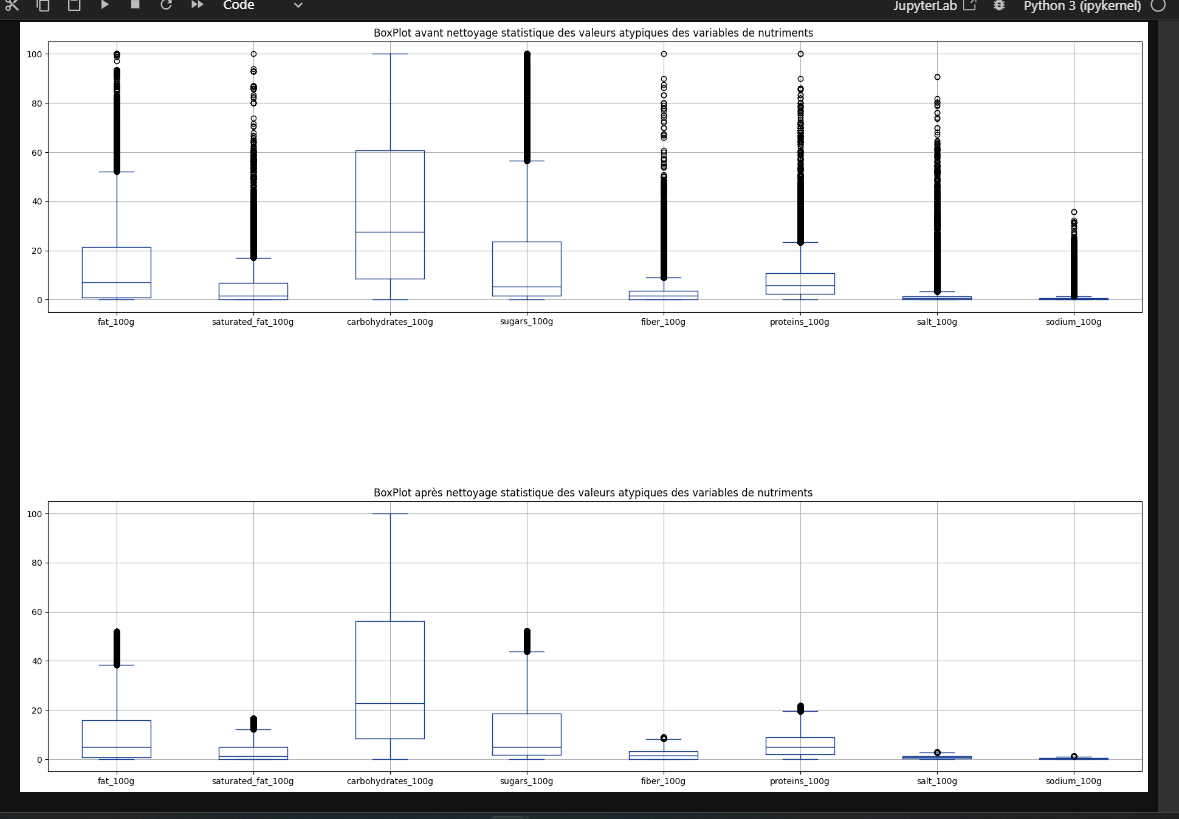 Code
JupyterLab
Python 3 (ipykernel)
BoxPlot avant nettoyage statistique des valeurs atypiques des variables de nutriments
100
80
60
40
20
0
fat_100g saturated_fat_100g carbohydrates_100g sugars_100g fiber_100g proteins_100g salt_100g sodium_100g
BoxPlot après nettoyage statistique des valeurs atypiques des variables de nutriments
100
80
60
40
20
0
fat_100g saturated_fat_100g carbohydrates_100g sugars_100g fiber_100g proteins_100g salt_100g sodium_100g